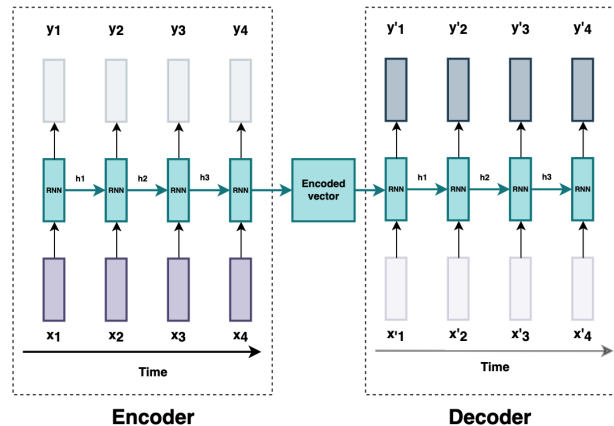 y1 y2 y3 y4 y'1 y'2 y'3 y'4
RNN h1 RNN h2 RNN h3 RNN Encoded vector RNN h1 RNN h2 RNN h3 RNN
x1 x2 x3 x4 x'1 x'2 x'3 x'4
Time Time
Encoder Decoder